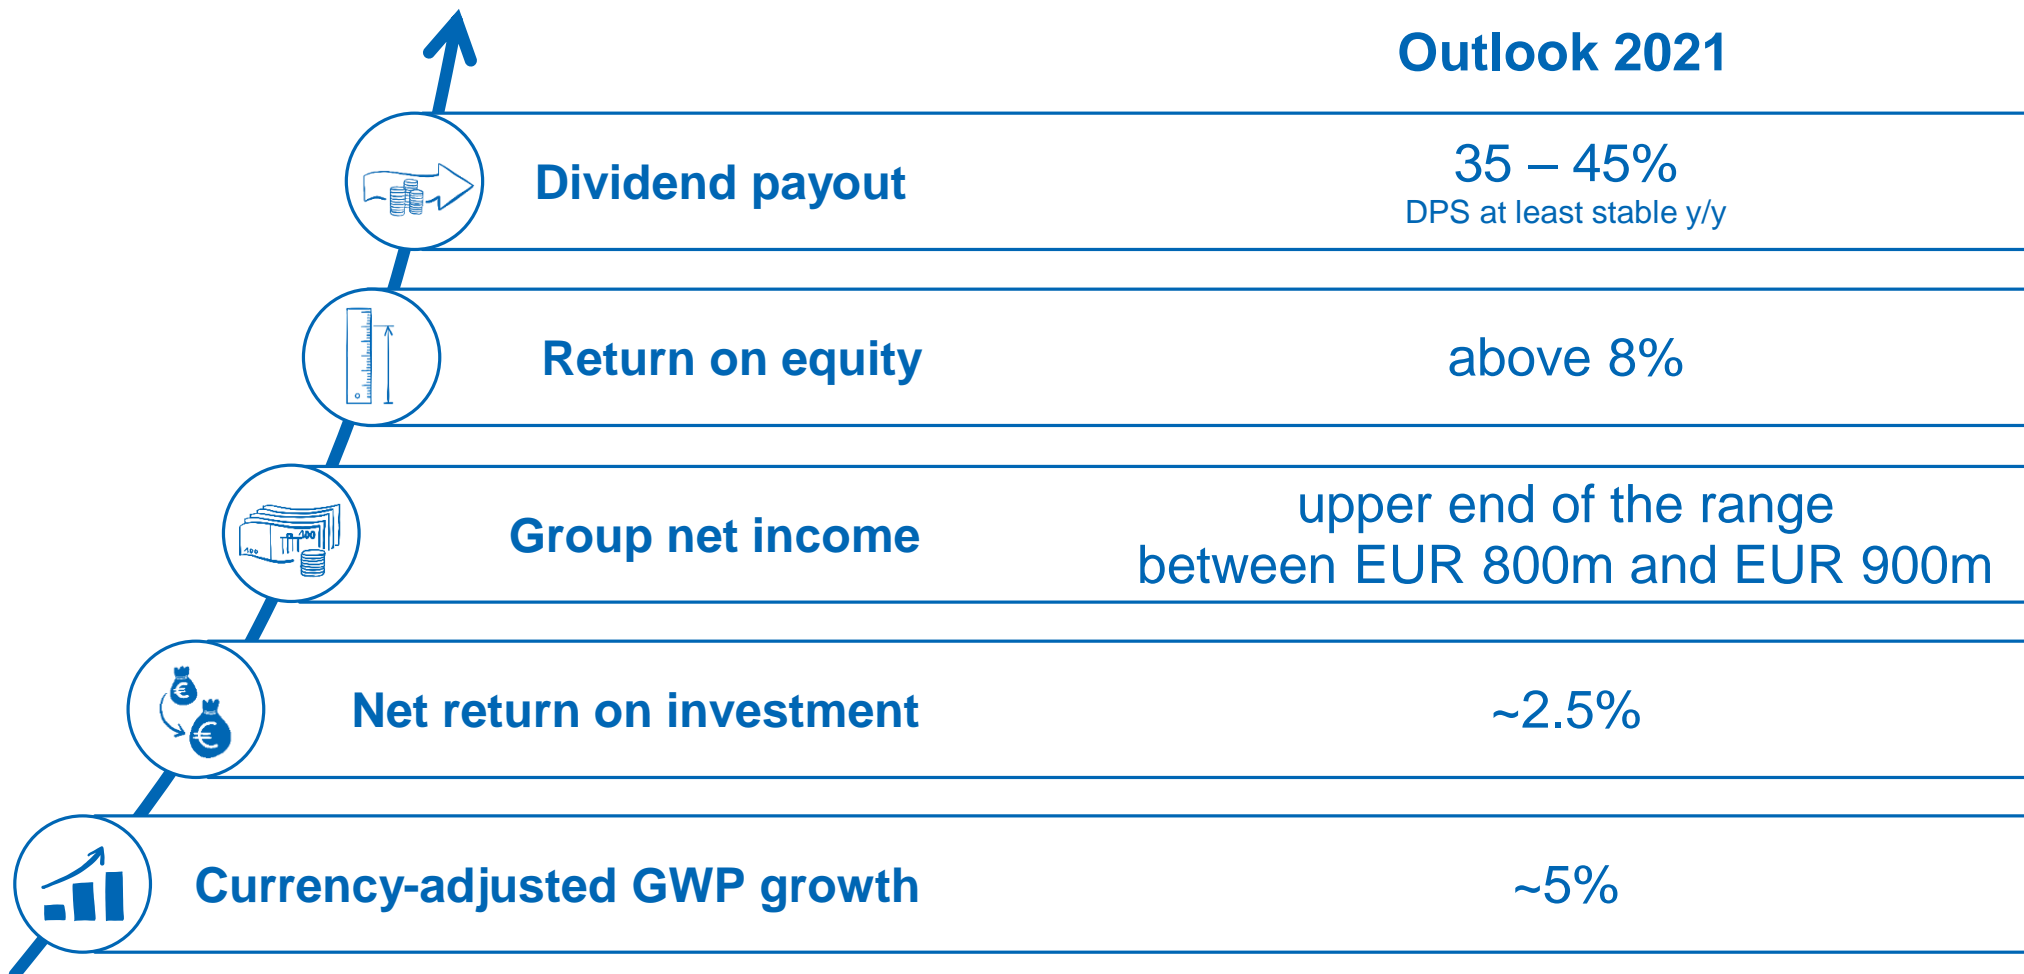 Outlook 2021
Dividend payout
35 – 45%
DPS at least stable y/y
Return on equity
above 8%
Group net income
upper end of the range
between EUR 800m and EUR 900m
Net return on investment
~2.5%
Currency-adjusted GWP growth
~5%
100
100
€
€